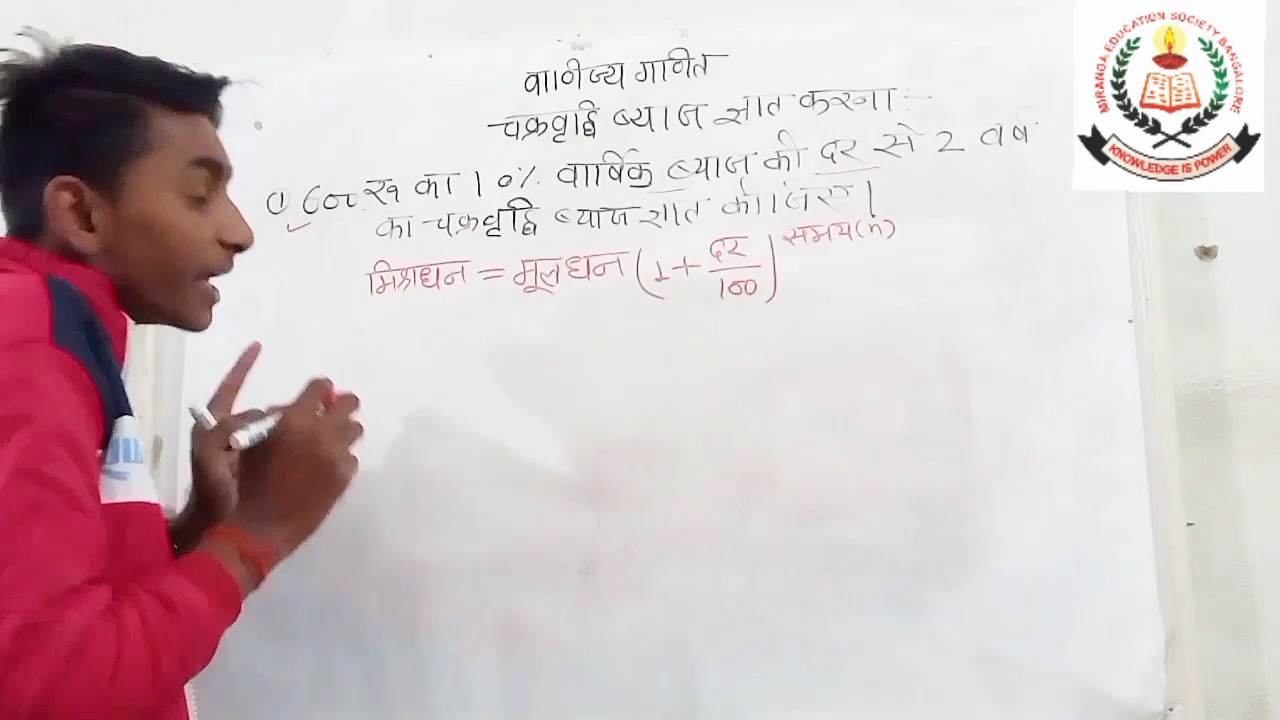 वाणिज्य गणित
चक्रवृद्धि ब्याज ज्ञात करना :-
① 600 रु का 10% वार्षिक ब्याज की दर से 2 वर्ष
का चक्रवृद्धि ब्याज ज्ञात कीजिए।
मिश्रधन = मूलधन (1 + दर/100)^समय(n)
MIRANDA EDUCATION SOCIETY BANGALORE
KNOWLEDGE IS POWER